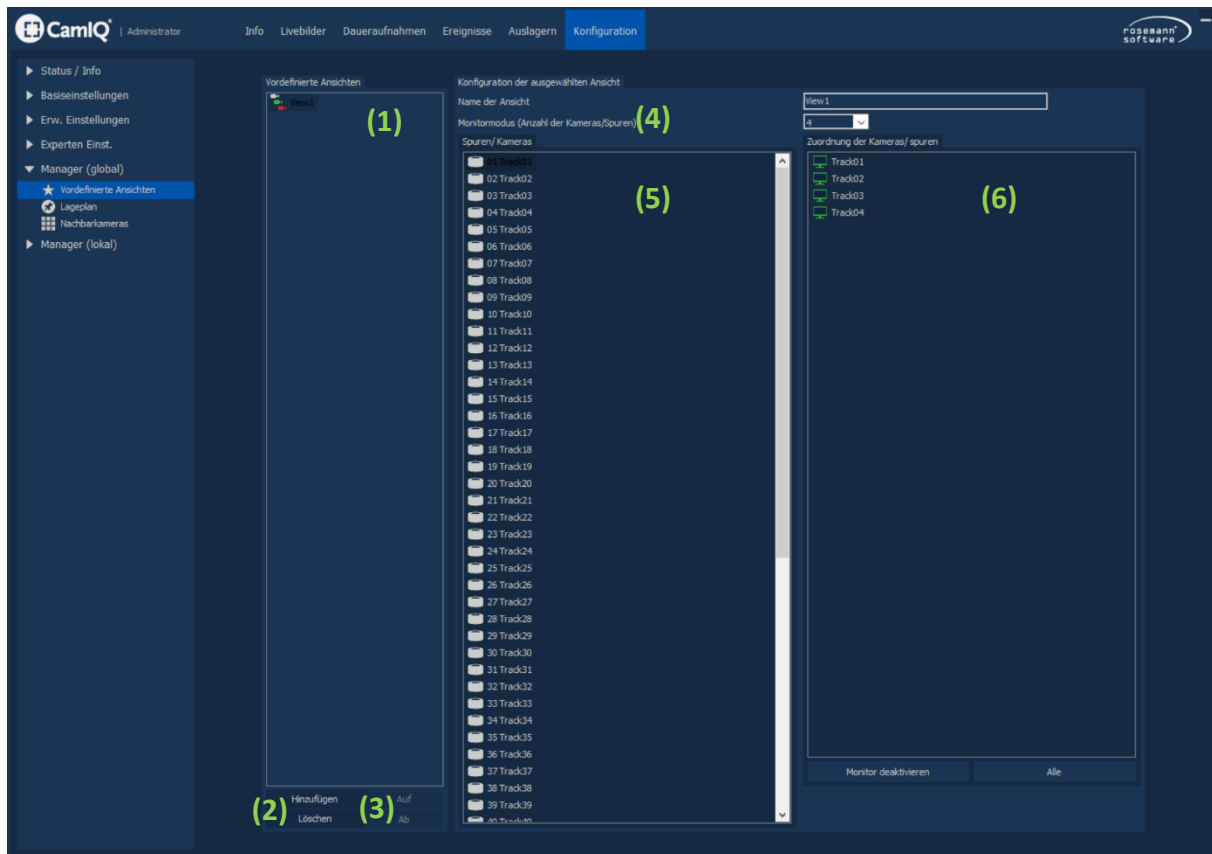 CamIQ | Administrator
Info Livebilder Daueraufnahmen Ereignisse Auslagern Konfiguration
rosemann
software
Status / Info
Basiseinstellungen
Erw. Einstellungen
Experten Einst.
Manager (global)
Vordefinierte Ansichten
Lageplan
Nachbarkameras
Manager (lokal)
Vordefinierte Ansichten
View1
(1)
Hinzufügen
Auf
(2)
(3)
Löschen
Ab
Konfiguration der ausgewählten Ansicht
Name der Ansicht
View1
Monitormodus (Anzahl der Kameras/Spuren)
(4)
4
Spuren/Kameras
(5)
01 Track01
02 Track02
03 Track03
04 Track04
05 Track05
06 Track06
07 Track07
08 Track08
09 Track09
10 Track10
11 Track11
12 Track12
13 Track13
14 Track14
15 Track15
16 Track16
17 Track17
18 Track18
19 Track19
20 Track20
21 Track21
22 Track22
23 Track23
24 Track24
25 Track25
26 Track26
27 Track27
28 Track28
29 Track29
30 Track30
31 Track31
32 Track32
33 Track33
34 Track34
35 Track35
36 Track36
37 Track37
38 Track38
39 Track39
40 Track40
Zuordnung der Kameras/spuren
Track01
Track02
Track03
Track04
(6)
Monitor deaktivieren
Alle